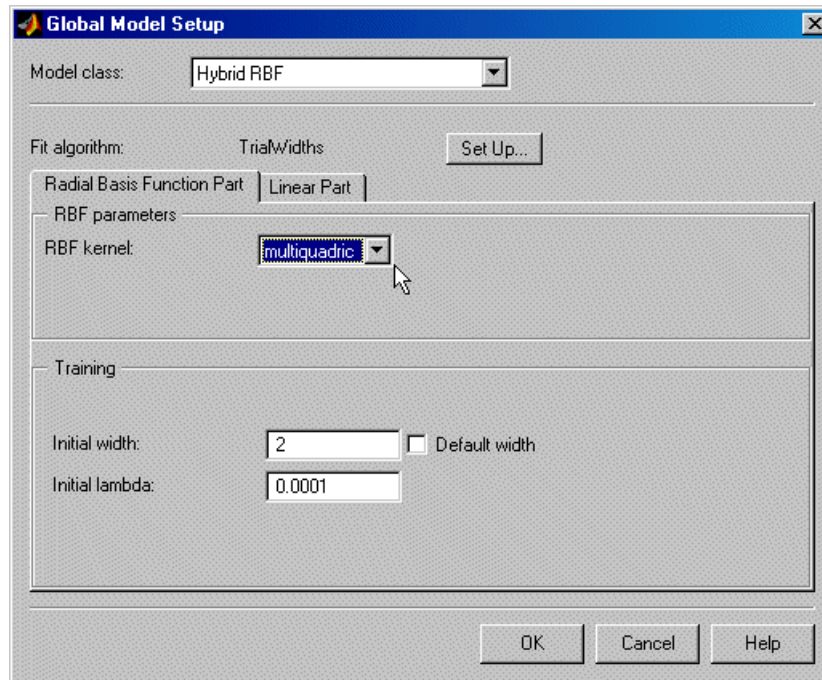 Global Model Setup
Model class: Hybrid RBF
Fit algorithm: TrialWidths Set Up...
Radial Basis Function Part Linear Part
RBF parameters
RBF kernel: multiquadric
Training
Initial width: 2 Default width
Initial lambda: 0.0001
OK Cancel Help